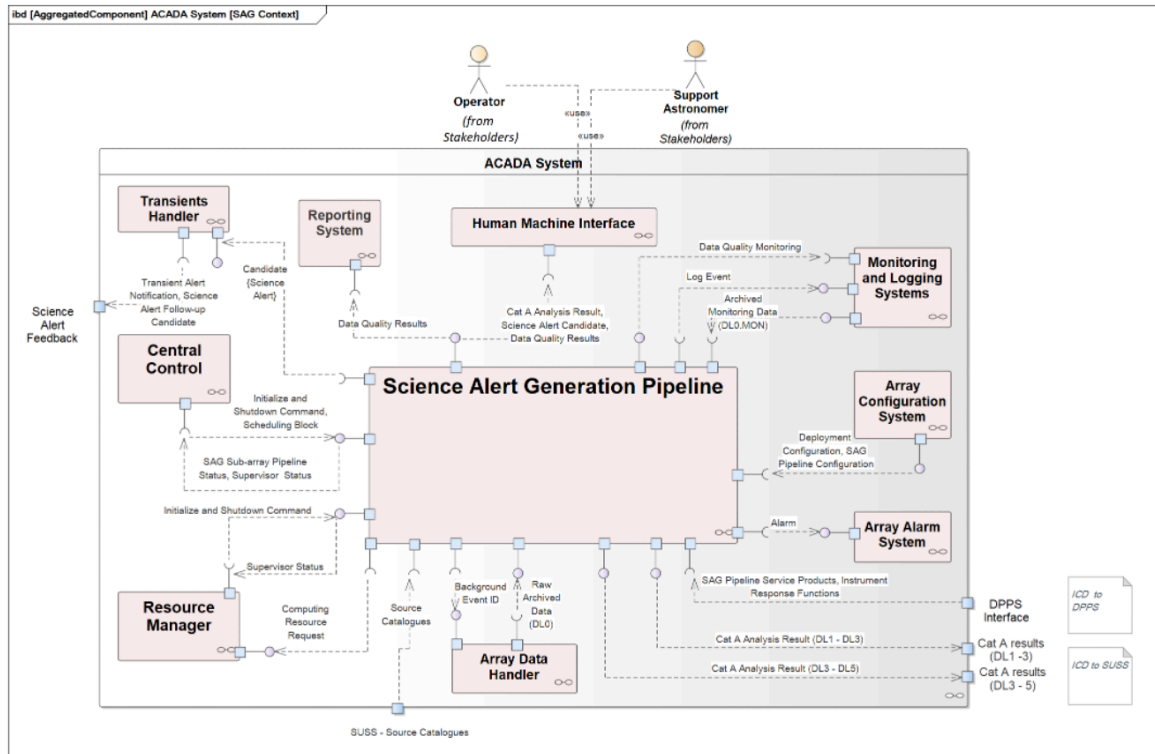 ibd [AggregatedComponent] ACADA System [SAG Context]
Operator
(from
Stakeholders)
Support
Astronomer
(from
Stakeholders)
«use»
«use»
ACADA System
Transients
Handler
Reporting
System
Human Machine Interface
Monitoring
and Logging
Systems
Data Quality Monitoring
Log Event
Archived
Monitoring Data
(DL0.MON)
Candidate
{Science
Alert}
Transient Alert
Notification, Science
Alert Follow-up
Candidate
Science
Alert
Feedback
Data Quality Results
Cat A Analysis Result,
Science Alert Candidate,
Data Quality Results
Central
Control
Science Alert Generation Pipeline
Array
Configuration
System
Initialize and
Shutdown Command,
Scheduling Block
SAG Sub-array Pipeline
Status, Supervisor Status
Deployment
Configuration, SAG
Pipeline Configuration
Initialize and Shutdown Command
Alarm
Array Alarm
System
Supervisor Status
Resource
Manager
Computing
Resource
Request
Source
Catalogues
Background
Event ID
Raw
Archived
Data
(DL0)
Array Data
Handler
SAG Pipeline Service Products, Instrument
Response Functions
DPPS
Interface
ICD to
DPPS
Cat A Analysis Result (DL1 - DL3)
Cat A results
(DL1 -3)
Cat A Analysis Result (DL3 - DL5)
Cat A results
(DL3 - 5)
ICD to SUSS
SUSS - Source Catalogues